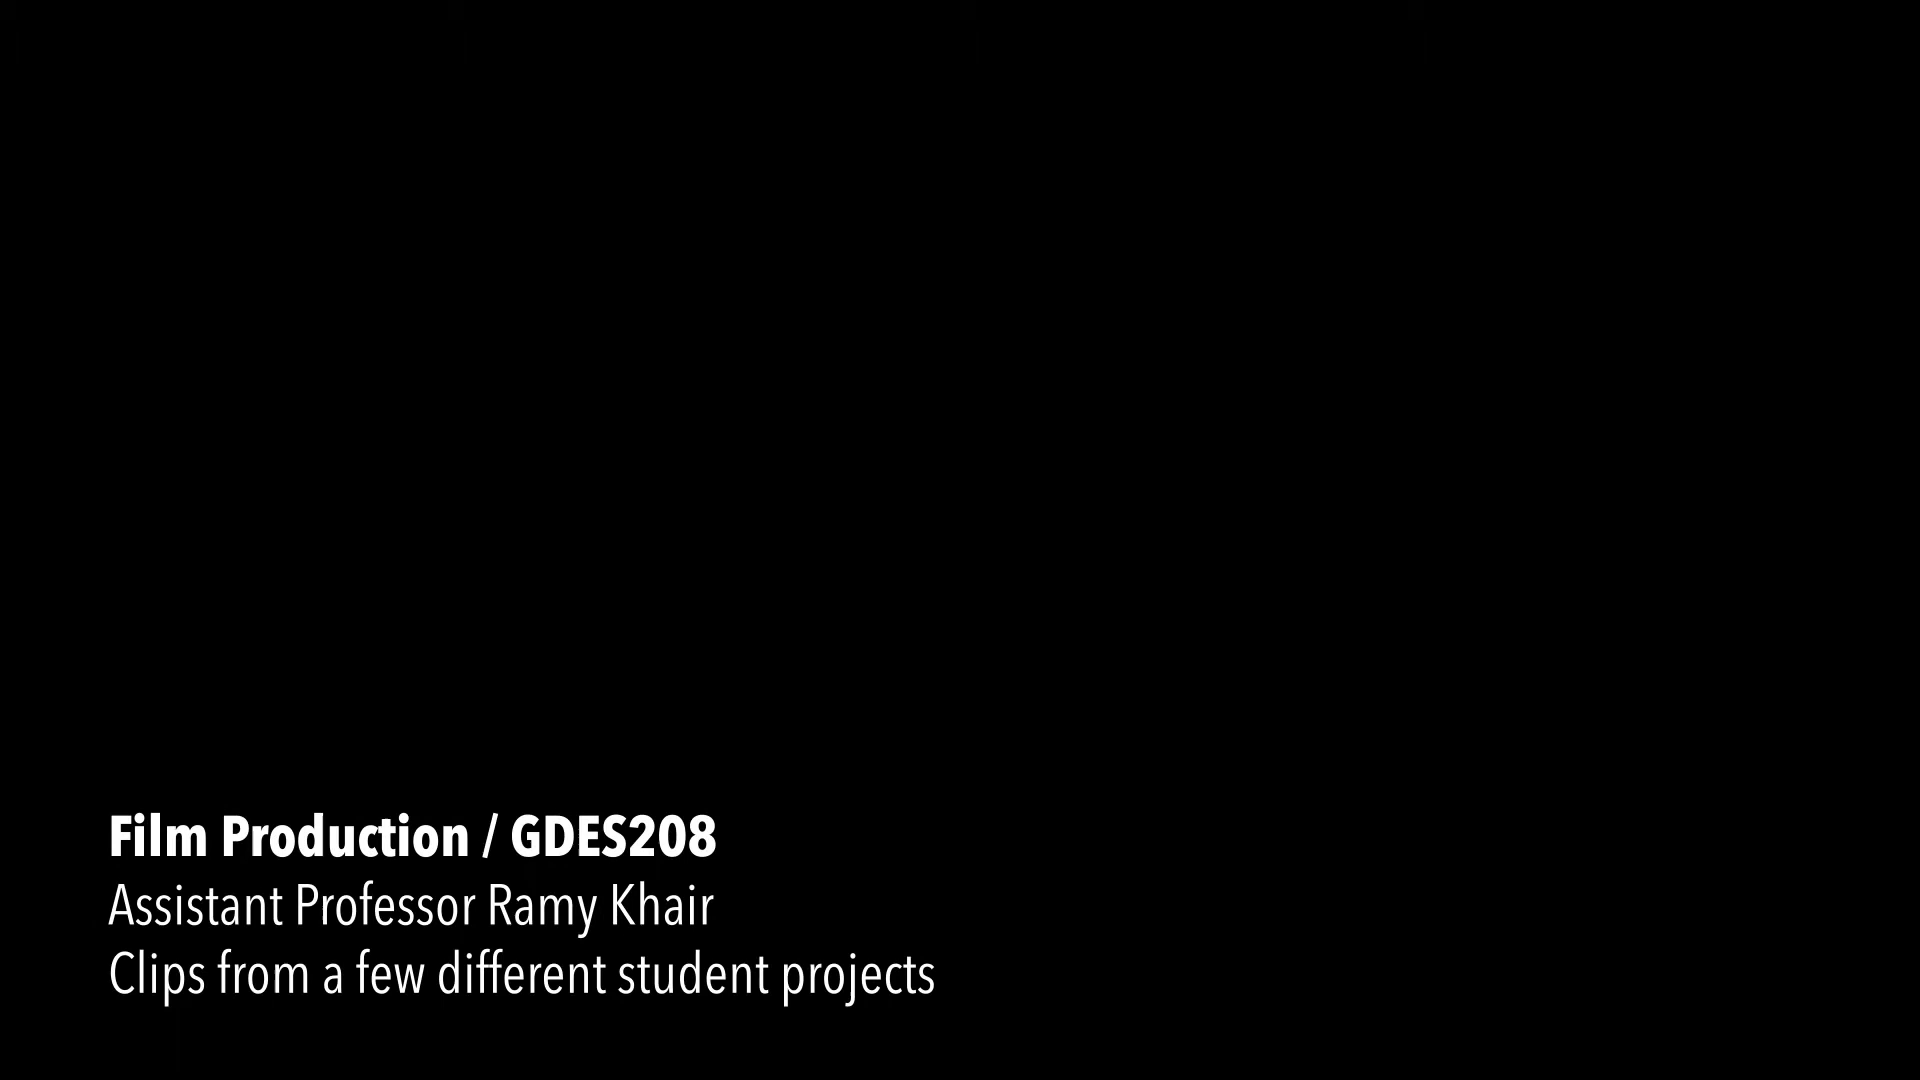 Film Production / GDES208
Assistant Professor Ramy Khair
Clips from a few different student projects